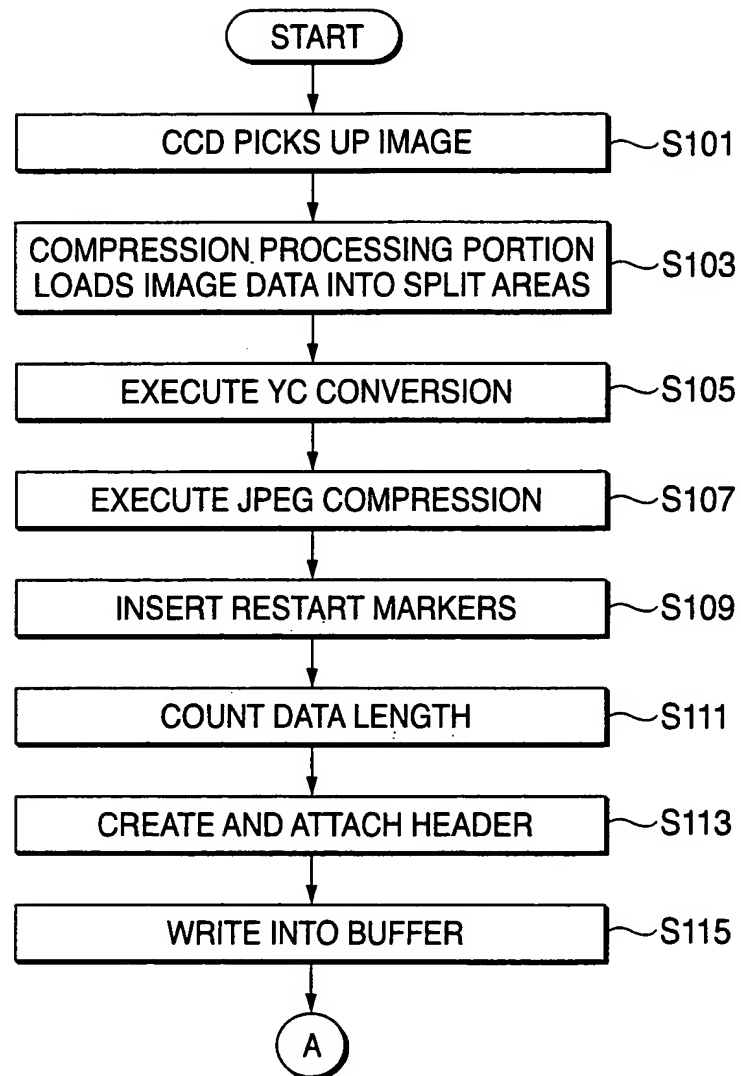 START
CCD PICKS UP IMAGE
S101
COMPRESSION PROCESSING PORTION
LOADS IMAGE DATA INTO SPLIT AREAS
S103
EXECUTE YC CONVERSION
S105
EXECUTE JPEG COMPRESSION
S107
INSERT RESTART MARKERS
S109
COUNT DATA LENGTH
S111
CREATE AND ATTACH HEADER
S113
WRITE INTO BUFFER
S115
A